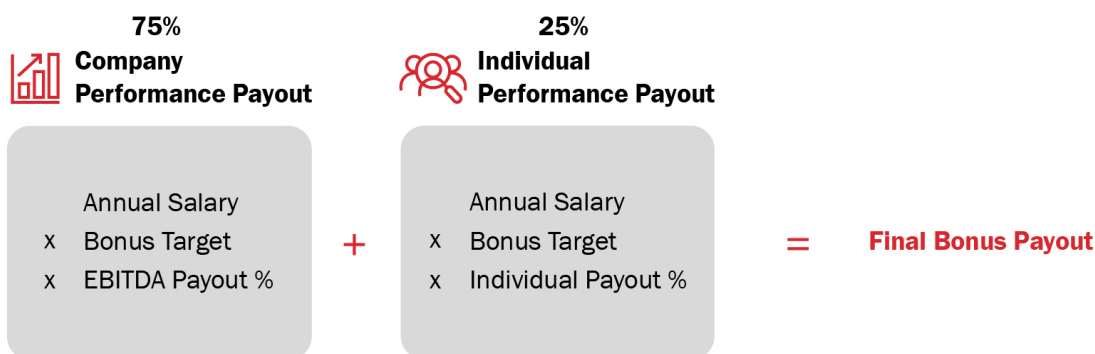 75%
Company
Performance Payout
Annual Salary
x Bonus Target
x EBITDA Payout %
+
25%
Individual
Performance Payout
Annual Salary
x Bonus Target
x Individual Payout %
=
Final Bonus Payout